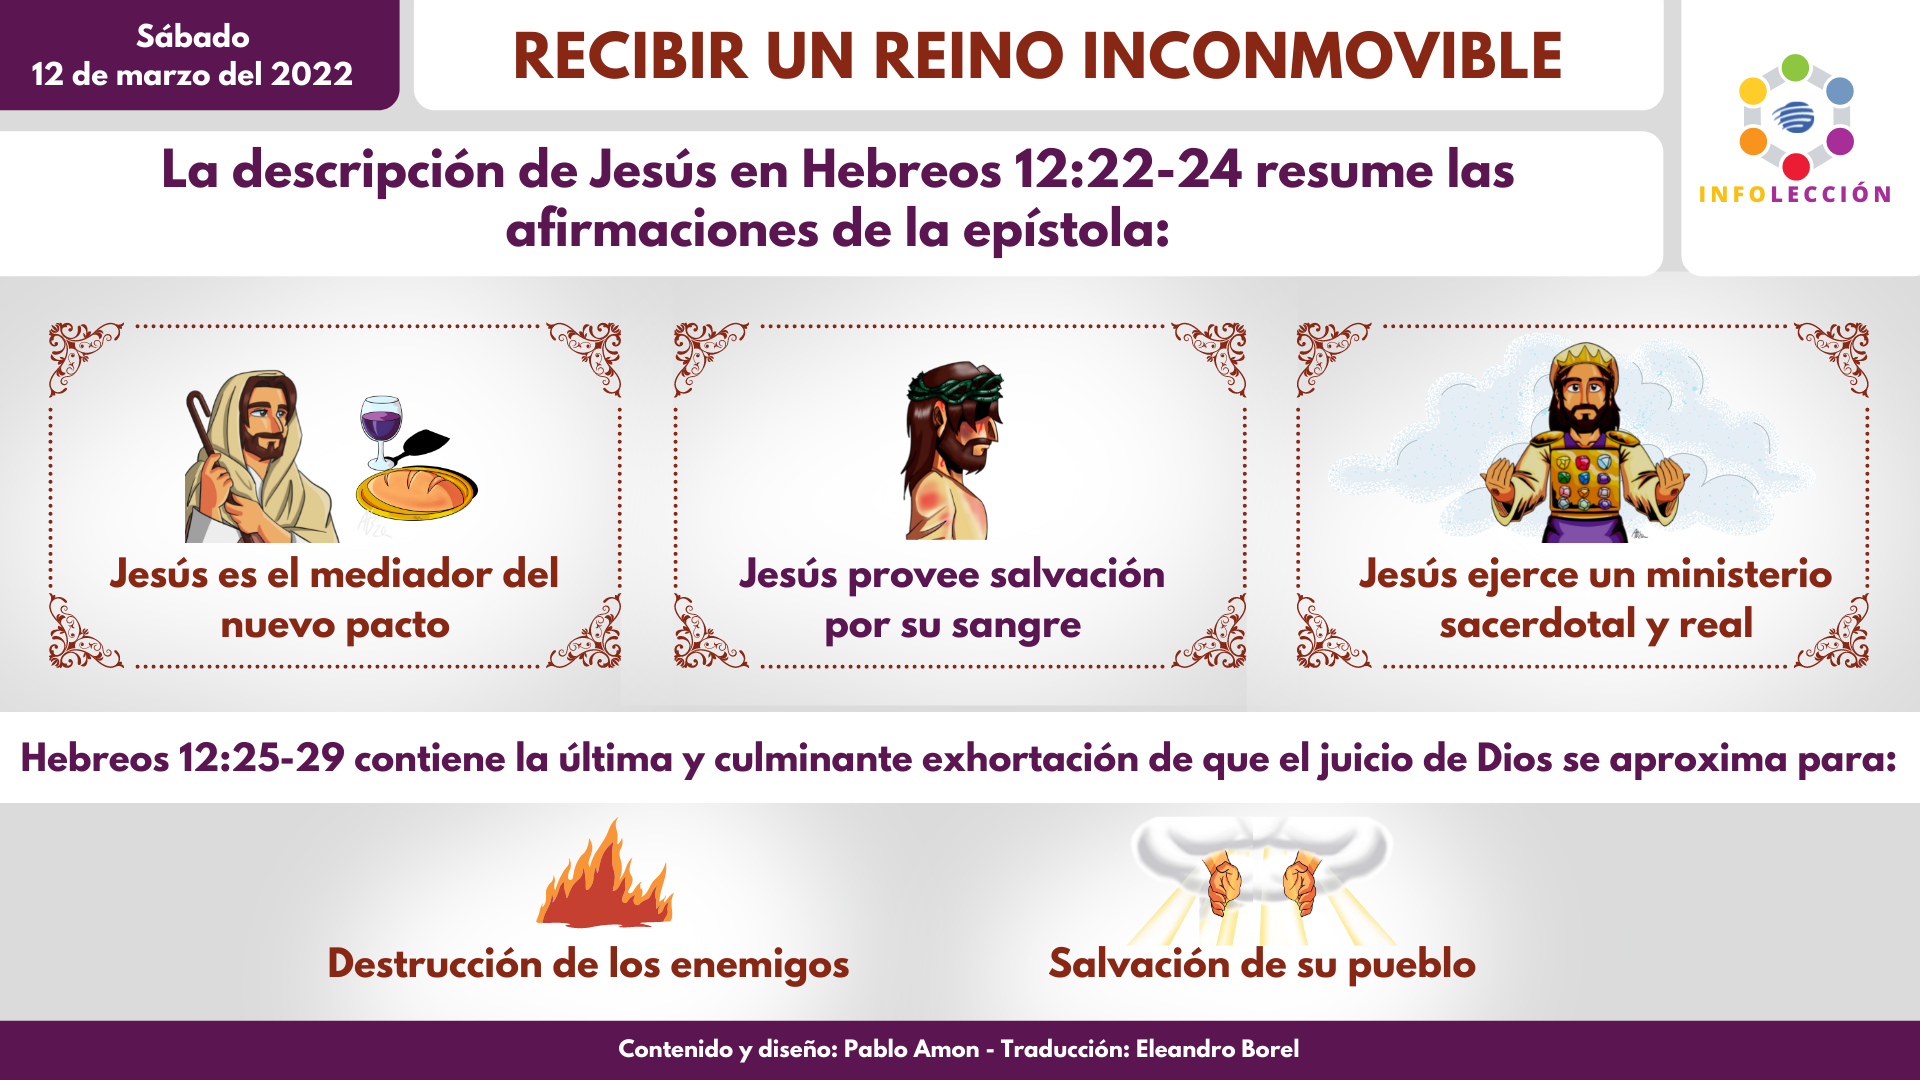 Sábado
12 de marzo del 2022
RECIBIR UN REINO INCONMOVIBLE
INFOLECCIÓN
La descripción de Jesús en Hebreos 12:22-24 resume las
afirmaciones de la epístola:
Jesús es el mediador del
nuevo pacto
Jesús provee salvación
por su sangre
Jesús ejerce un ministerio
sacerdotal y real
Hebreos 12:25-29 contiene la última y culminante exhortación de que el juicio de Dios se aproxima para:
Destrucción de los enemigos
Salvación de su pueblo
Contenido y diseño: Pablo Amon - Traducción: Eleandro Borel